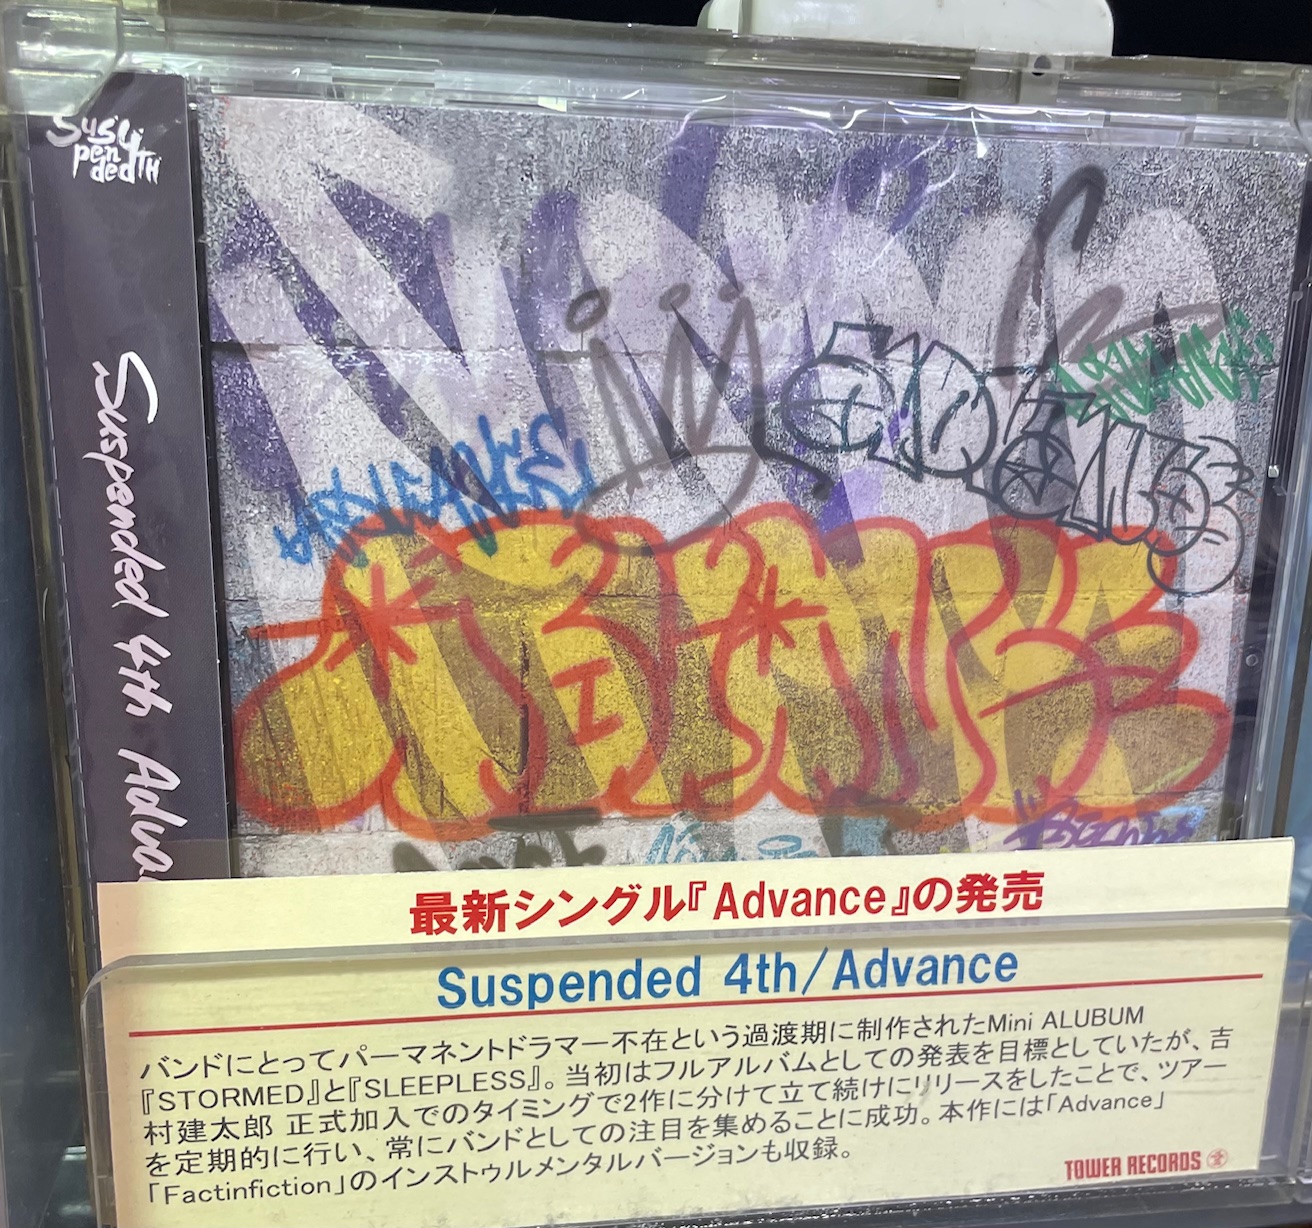 Sus4
pen TH
ded
Suspended 4th Adva
最新シングル『Advance』の発売
Suspended 4th/Advance
バンドにとってパーマネントドラマー不在という過渡期に制作されたMini ALUBUM
『STORMED』と『SLEEPLESS』。当初はフルアルバムとしての発表を目標としていたが、吉
村建太郎 正式加入でのタイミングで2作に分けて立て続けにリリースをしたことで、ツアー
を定期的に行い、常にバンドとしての注目を集めることに成功。本作には「Advance」
「Factinfiction」のインストゥルメンタルバージョンも収録。
TOWER RECORDS